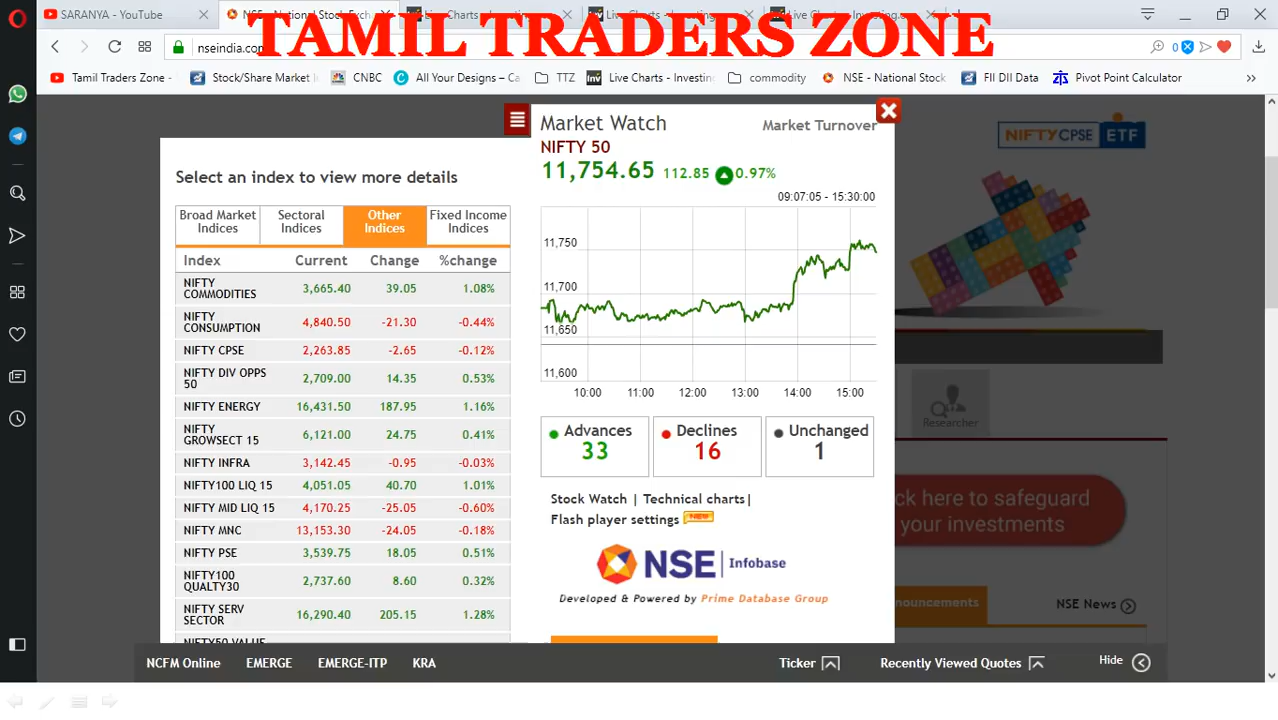 SARANYA - YouTube
NSE - National Stock Exch
Live Charts - Investing
Live Charts - Investing
Live Charts - Investing.c
TAMIL TRADERS ZONE
nseindia.com
0
Tamil Traders Zone -
Stock/Share Market
CNBC
All Your Designs – Ca
TTZ
Inv
Live Charts - Investin
commodity
NSE - National Stock
FII DII Data
Pivot Point Calculator
Select an index to view more details
Broad Market Indices
Sectoral Indices
Other Indices
Fixed Income Indices
Index Current Change %change
NIFTY COMMODITIES 3,665.40 39.05 1.08%
NIFTY CONSUMPTION 4,840.50 -21.30 -0.44%
NIFTY CPSE 2,263.85 -2.65 -0.12%
NIFTY DIV OPPS 50 2,709.00 14.35 0.53%
NIFTY ENERGY 16,431.50 187.95 1.16%
NIFTY GROWSECT 15 6,121.00 24.75 0.41%
NIFTY INFRA 3,142.45 -0.95 -0.03%
NIFTY100 LIQ 15 4,051.05 40.70 1.01%
NIFTY MID LIQ 15 4,170.25 -25.05 -0.60%
NIFTY MNC 13,153.30 -24.05 -0.18%
NIFTY PSE 3,539.75 18.05 0.51%
NIFTY100 QUALTY30 2,737.60 8.60 0.32%
NIFTY SERV SECTOR 16,290.40 205.15 1.28%
NIFTY50 VALUE
Market Watch
Market Turnover
NIFTY 50
11,754.65 112.85 0.97%
09:07:05 - 15:30:00
11,750
11,700
11,650
11,600
10:00 11:00 12:00 13:00 14:00 15:00
Advances
33
Declines
16
Unchanged
1
Stock Watch | Technical charts|
Flash player settings NEW
NSE | Infobase
Developed & Powered by Prime Database Group
NIFTY CPSE ETF
Researcher
ck here to safeguard
your investments
nouncements
NSE News
NCFM Online
EMERGE
EMERGE-ITP
KRA
Ticker
Recently Viewed Quotes
Hide